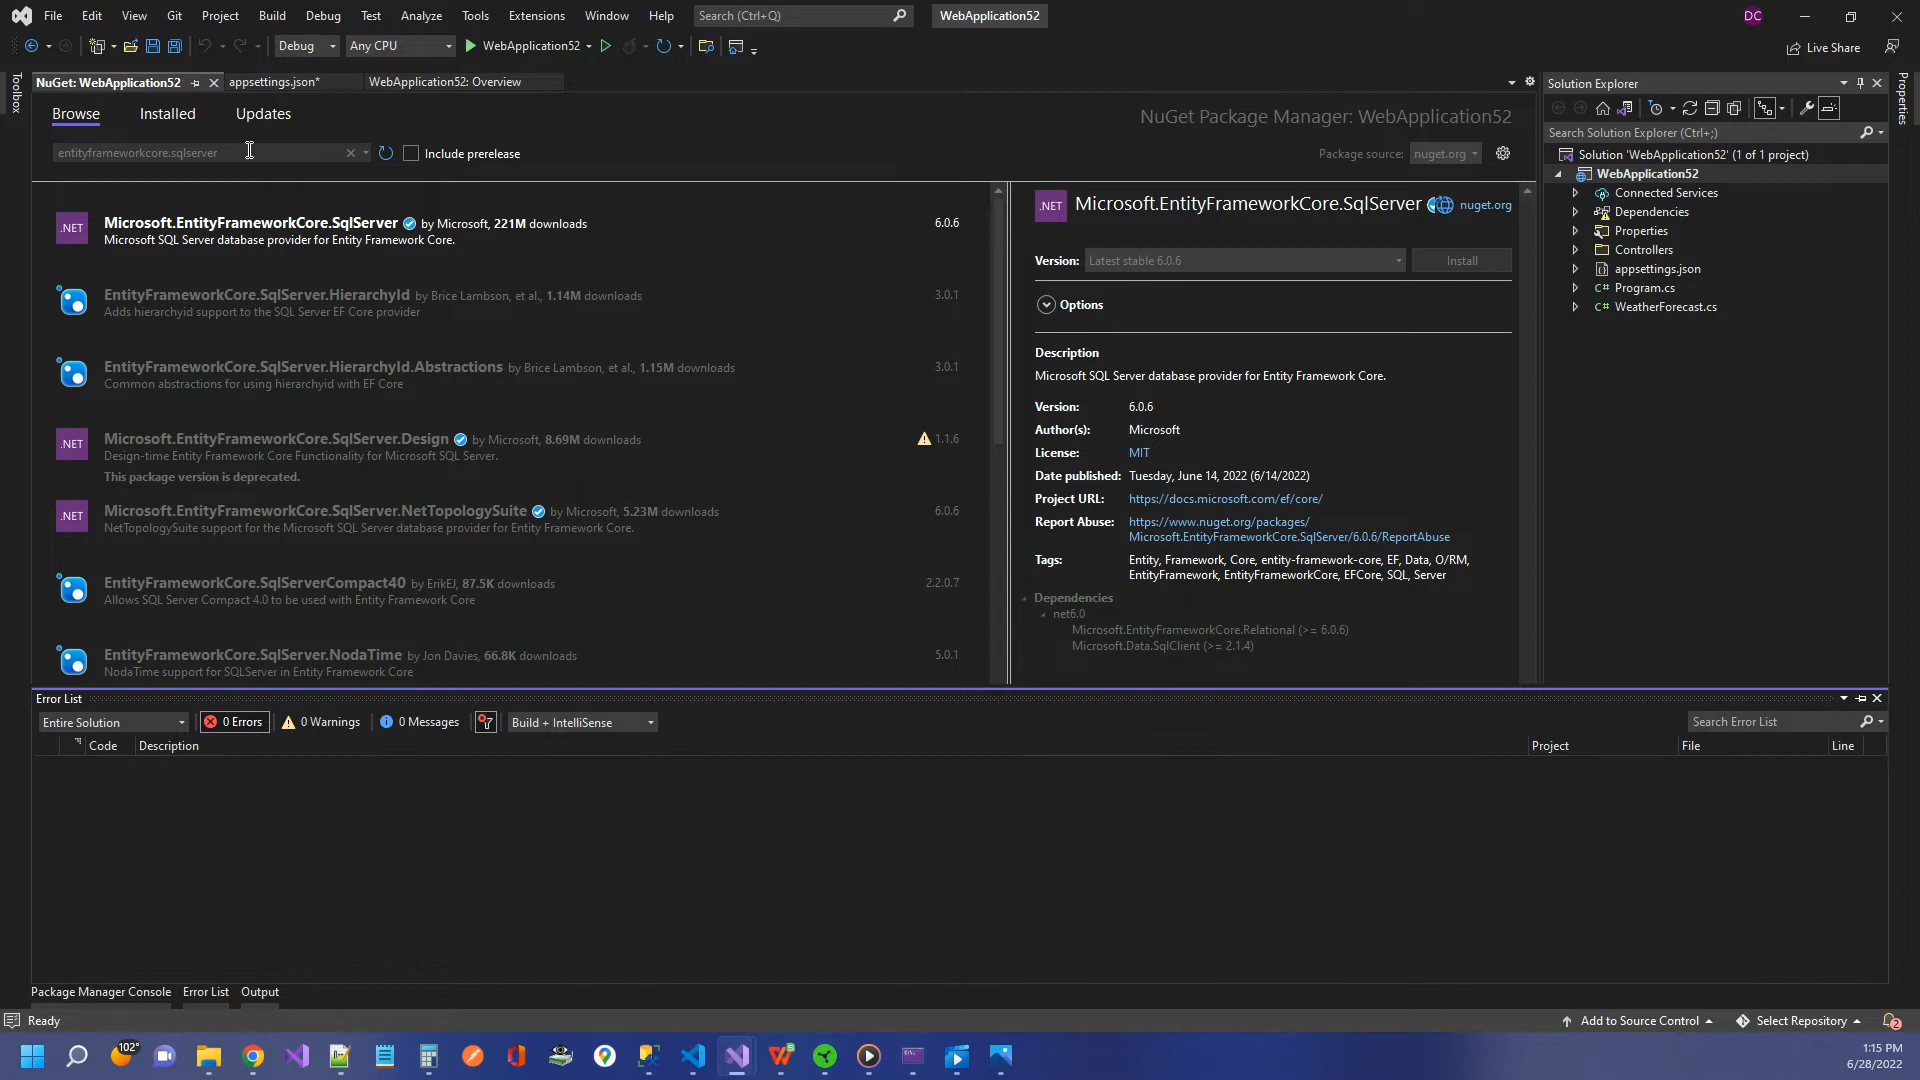 File Edit View Git Project Build Debug Test Analyze Tools Extensions Window Help Search (Ctrl+Q) WebApplication52 DC
Debug Any CPU WebApplication52 Live Share
Toolbox
NuGet: WebApplication52 appsettings.json* WebApplication52: Overview
Browse Installed Updates
NuGet Package Manager: WebApplication52
entityframeworkcore.sqlserver Include prerelease
Package source: nuget.org
Microsoft.EntityFrameworkCore.SqlServer by Microsoft, 221M downloads 6.0.6
Microsoft SQL Server database provider for Entity Framework Core.
EntityFrameworkCore.SqlServer.HierarchyId by Brice Lambson, et al., 1.14M downloads 3.0.1
Adds hierarchyid support to the SQL Server EF Core provider
EntityFrameworkCore.SqlServer.HierarchyId.Abstractions by Brice Lambson, et al., 1.15M downloads 3.0.1
Common abstractions for using hierarchyid with EF Core
Microsoft.EntityFrameworkCore.SqlServer.Design by Microsoft, 8.69M downloads 1.1.6
Design-time Entity Framework Core Functionality for Microsoft SQL Server.
This package version is deprecated.
Microsoft.EntityFrameworkCore.SqlServer.NetTopologySuite by Microsoft, 5.23M downloads 6.0.6
NetTopologySuite support for the Microsoft SQL Server database provider for Entity Framework Core.
EntityFrameworkCore.SqlServerCompact40 by ErikEJ, 87.5K downloads 2.2.0.7
Allows SQL Server Compact 4.0 to be used with Entity Framework Core
EntityFrameworkCore.SqlServer.NodaTime by Jon Davies, 66.8K downloads 5.0.1
NodaTime support for SQLServer in Entity Framework Core
.NET
.NET
.NET
.NET Microsoft.EntityFrameworkCore.SqlServer nuget.org
Version: Latest stable 6.0.6 Install
Options
Description
Microsoft SQL Server database provider for Entity Framework Core.
Version: 6.0.6
Author(s): Microsoft
License: MIT
Date published: Tuesday, June 14, 2022 (6/14/2022)
Project URL: https://docs.microsoft.com/ef/core/
Report Abuse: https://www.nuget.org/packages/
Microsoft.EntityFrameworkCore.SqlServer/6.0.6/ReportAbuse
Tags: Entity, Framework, Core, entity-framework-core, EF, Data, O/RM,
EntityFramework, EntityFrameworkCore, EFCore, SQL, Server
Dependencies
net6.0
Microsoft.EntityFrameworkCore.Relational (>= 6.0.6)
Microsoft.Data.SqlClient (>= 2.1.4)
Solution Explorer
Search Solution Explorer (Ctrl+;)
Solution 'WebApplication52' (1 of 1 project)
WebApplication52
Connected Services
Dependencies
Properties
Controllers
appsettings.json
C# Program.cs
C# WeatherForecast.cs
Properties
Error List
Entire Solution 0 Errors 0 Warnings 0 Messages Build + IntelliSense Search Error List
Code Description Project File Line
Package Manager Console Error List Output
Ready Add to Source Control Select Repository 2
102°
1:15 PM
6/28/2022